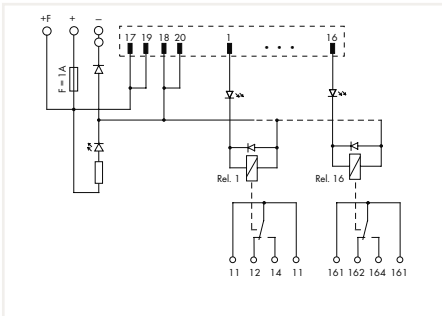 +F + –
17 19 18 20 1 • • • 16
F = 1A
Rel. 1 Rel. 16
11 12 14 11 161 162 164 161